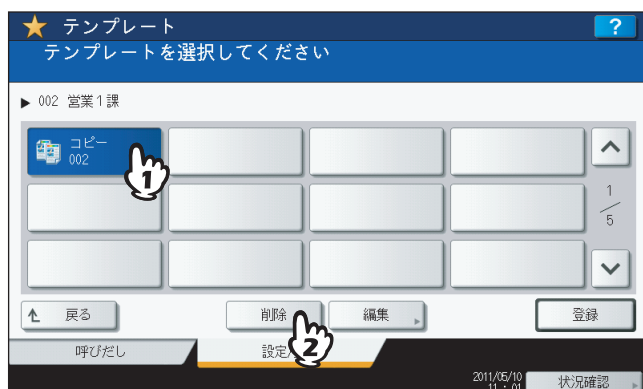 テンプレート
?
テンプレートを選択してください
▶ 002 営業1課
コピー
002
1
1/5
戻る
削除
編集
登録
2
呼びだし
設定
2011/05/10
11:01
状況確認